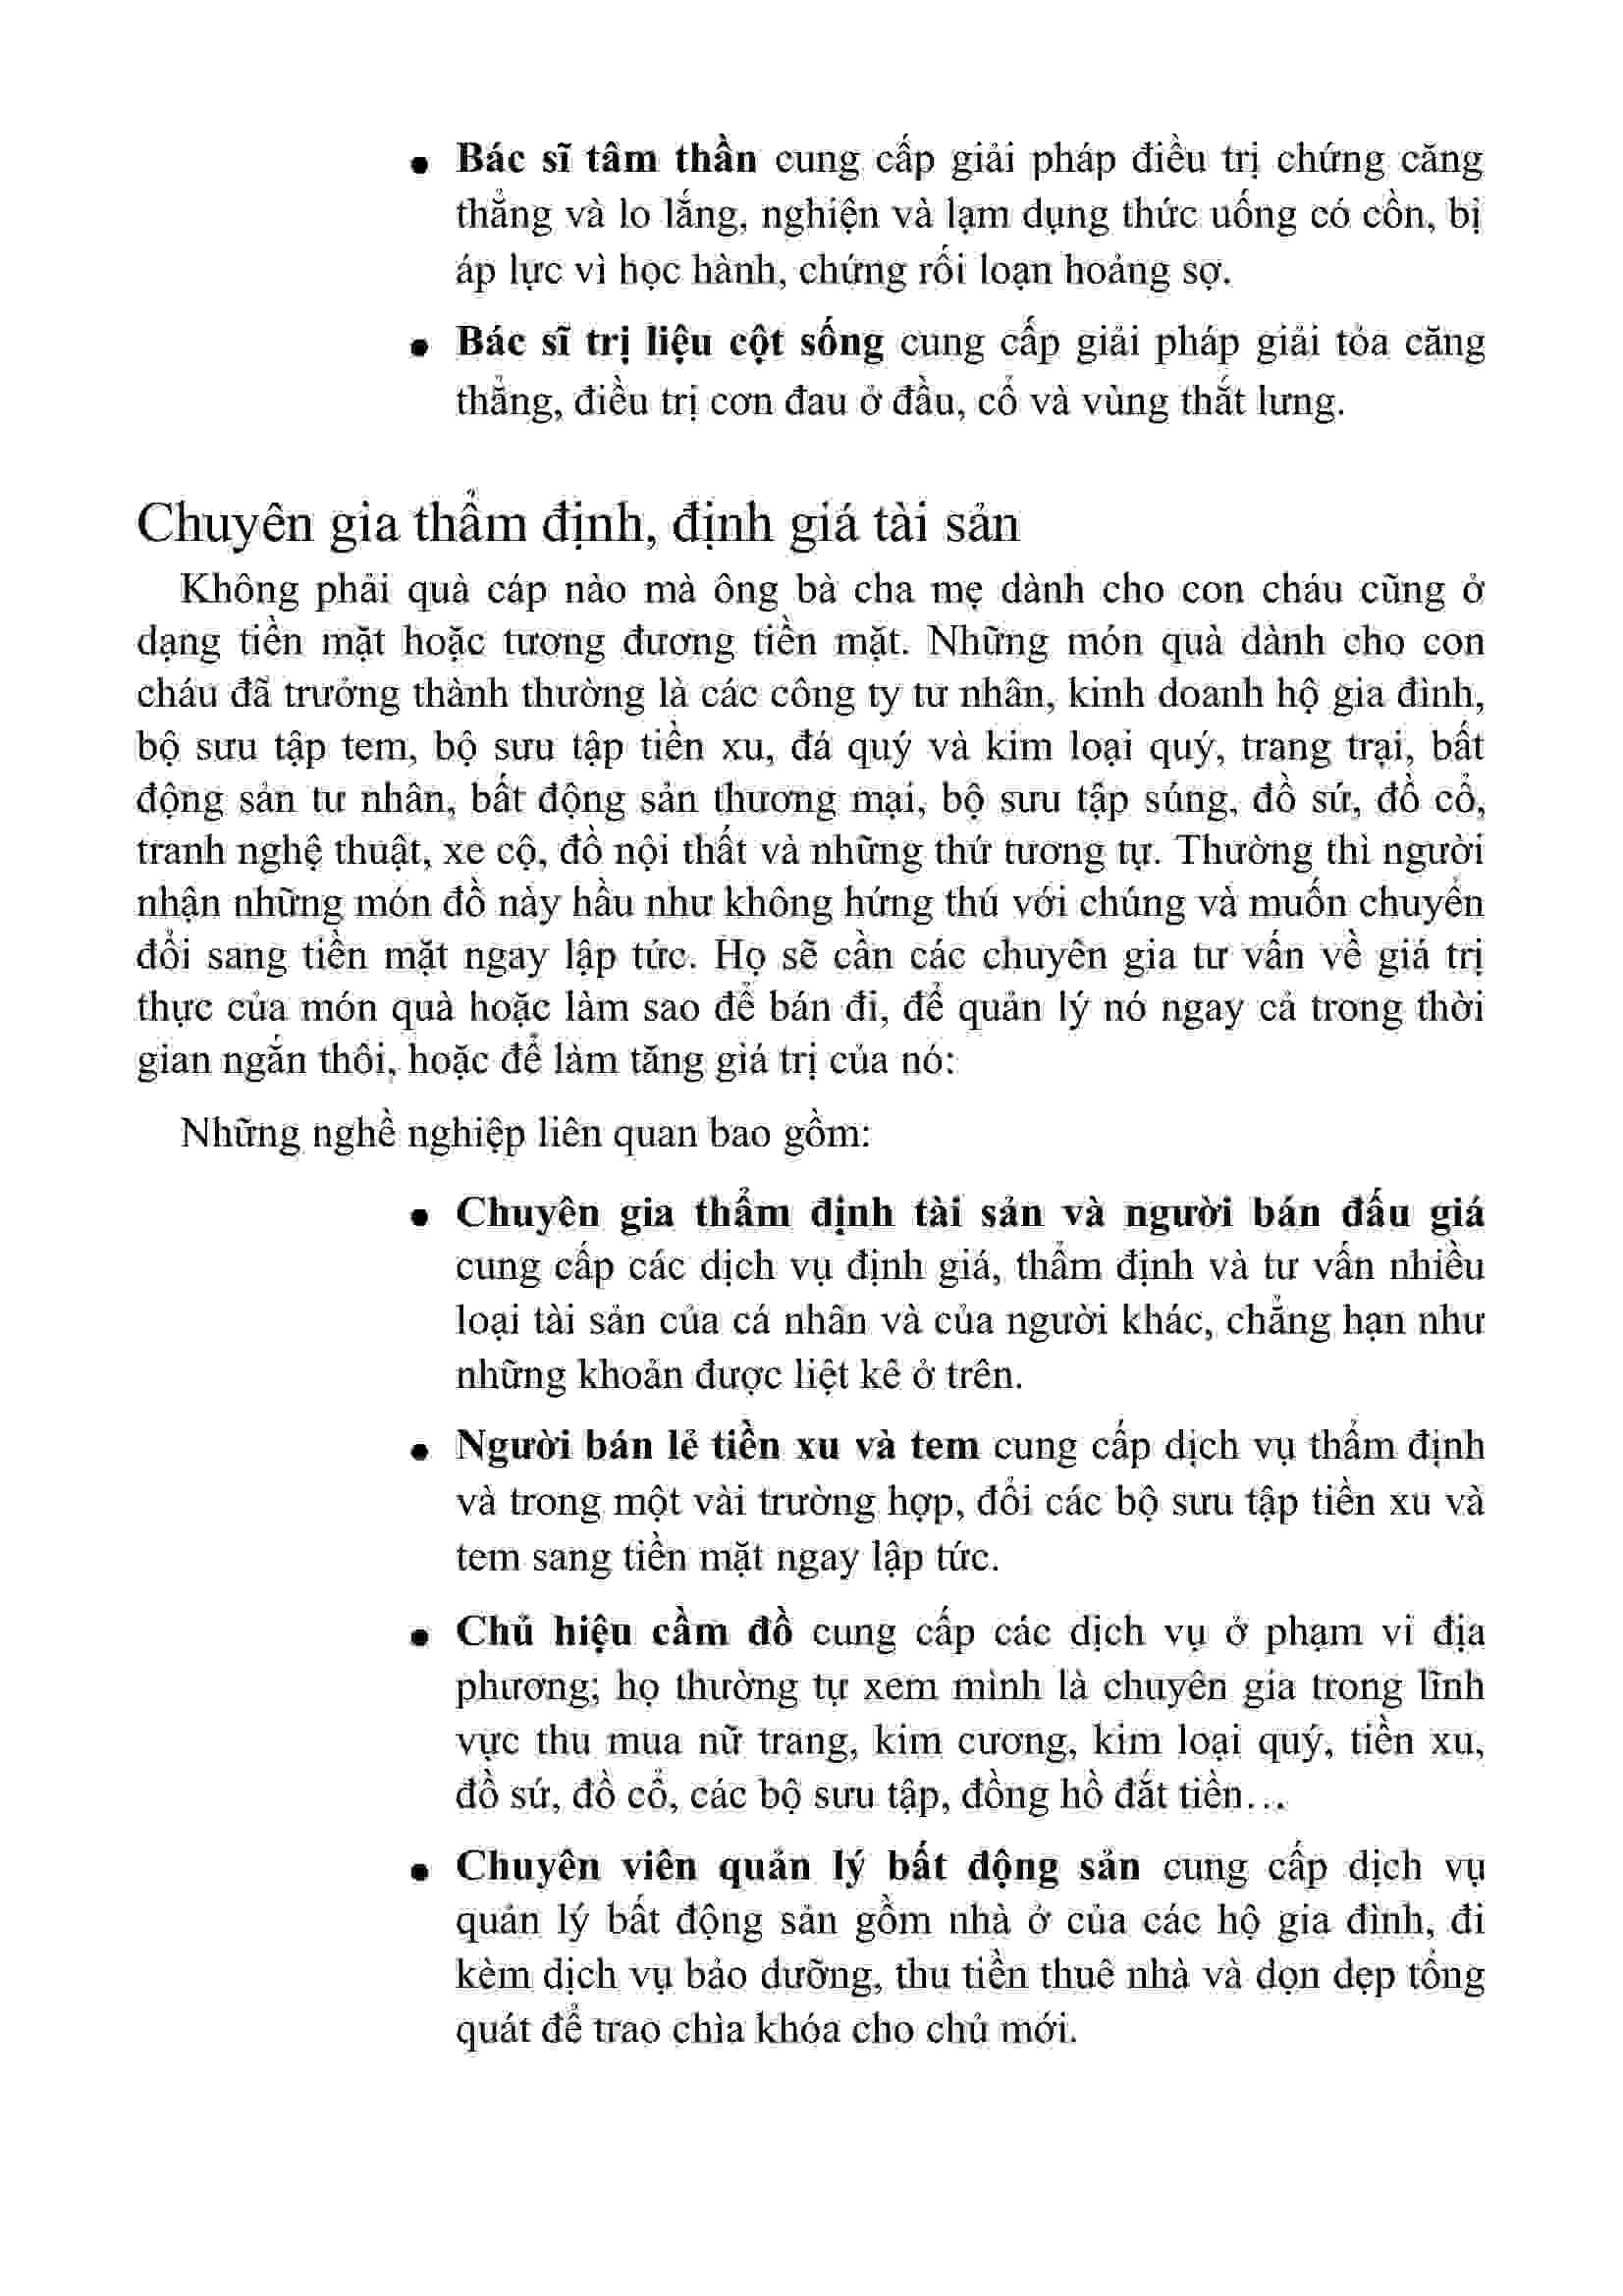 • Bác sĩ tâm thần cung cấp giải pháp điều trị chứng căng
thẳng và lo lắng, nghiện và lạm dụng thức uống có cồn, bị
áp lực vì học hành, chứng rối loạn hoảng sợ.
• Bác sĩ trị liệu cột sống cung cấp giải pháp giải tỏa căng
thẳng, điều trị cơn đau ở đầu, cổ và vùng thắt lưng.
Chuyên gia thẩm định, định giá tài sản
Không phải quà cáp nào mà ông bà cha mẹ dành cho con cháu cũng ở
dạng tiền mặt hoặc tương đương tiền mặt. Những món quà dành cho con
cháu đã trưởng thành thường là các công ty tư nhân, kinh doanh hộ gia đình,
bộ sưu tập tem, bộ sưu tập tiền xu, đá quý và kim loại quý, trang trại, bất
động sản tư nhân, bất động sản thương mại, bộ sưu tập súng, đồ sứ, đồ cổ,
tranh nghệ thuật, xe cộ, đồ nội thất và những thứ tương tự. Thường thì người
nhận những món đồ này hầu như không hứng thú với chúng và muốn chuyển
đổi sang tiền mặt ngay lập tức. Họ sẽ cần các chuyên gia tư vấn về giá trị
thực của món quà hoặc làm sao để bán đi, để quản lý nó ngay cả trong thời
gian ngắn thôi, hoặc để làm tăng giá trị của nó:
Những nghề nghiệp liên quan bao gồm:
• Chuyên gia thẩm định tài sản và người bán đấu giá
cung cấp các dịch vụ định giá, thẩm định và tư vấn nhiều
loại tài sản của cá nhân và của người khác, chẳng hạn như
những khoản được liệt kê ở trên.
• Người bán lẻ tiền xu và tem cung cấp dịch vụ thẩm định
và trong một vài trường hợp, đổi các bộ sưu tập tiền xu và
tem sang tiền mặt ngay lập tức.
• Chủ hiệu cầm đồ cung cấp các dịch vụ ở phạm vi địa
phương; họ thường tự xem mình là chuyên gia trong lĩnh
vực thu mua nữ trang, kim cương, kim loại quý, tiền xu,
đồ sứ, đồ cổ, các bộ sưu tập, đồng hồ đắt tiền…
• Chuyên viên quản lý bất động sản cung cấp dịch vụ
quản lý bất động sản gồm nhà ở của các hộ gia đình, đi
kèm dịch vụ bảo dưỡng, thu tiền thuê nhà và dọn dẹp tổng
quát để trao chìa khóa cho chủ mới.